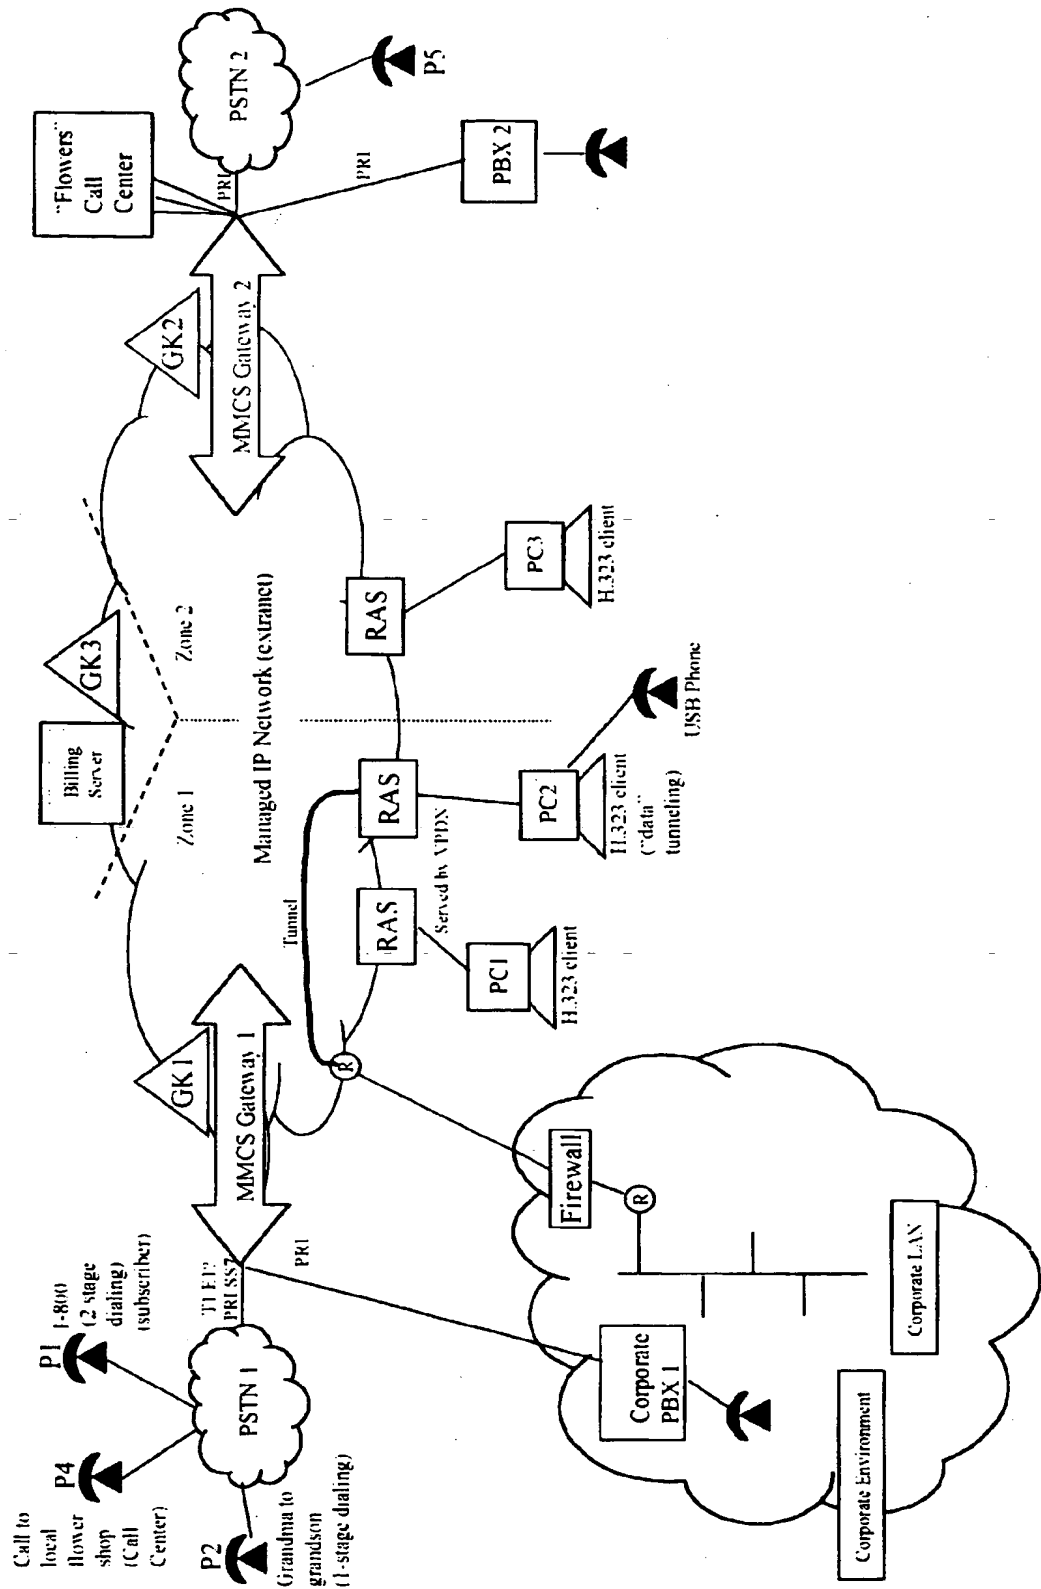 Call to
local
flower
shop
(Call
Center)
P4
P1
1-800
(2 stage
dialing)
(subscriber)
P2
Grandma to
grandson
(1-stage dialing)
PSTN 1
PRI SS7
PRI
GK1
MMCS Gateway 1
Billing
Server
GK3
Zone 1
Zone 2
Managed IP Network (extranet)
GK2
MMCS Gateway 2
"Flowers"
Call
Center
PRI
PSTN 2
P5
PRI
PBX 2
Tunnel
R
RAS
RAS
RAS
Served by VPDN
PC1
H.323 client
PC2
H.323 client
("data"
tunneling)
USB Phone
PC3
H.323 client
Firewall
R
Corporate
PBX 1
Corporate LAN
Corporate Environment